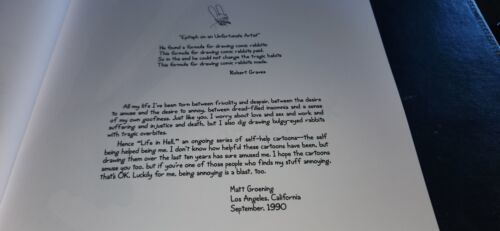 "Epitaph on an Unfortunate Artist"
He found a formula for drawing comic rabbits:
This formula for drawing comic rabbits paid.
So in the end he could not change the tragic habits
This formula for drawing comic rabbits made.
Robert Graves
All my life I've been torn between frivolity and despair, between the desire
to amuse and the desire to annoy, between dread-filled insomnia and a sense
of my own goofiness. Just like you, I worry about love and sex and work and
suffering and injustice and death, but I also dig drawing bulgy-eyed rabbits
with tragic overbites.
Hence "Life in Hell," an ongoing series of self-help cartoons—the self
being helped being me. I don't know how helpful these cartoons have been, but
drawing them over the last ten years has sure amused me. I hope the cartoons
amuse you too, but if you're one of those people who finds my stuff annoying,
that's OK. Luckily for me, being annoying is a blast, too.
Matt Groening
Los Angeles, California
September, 1990